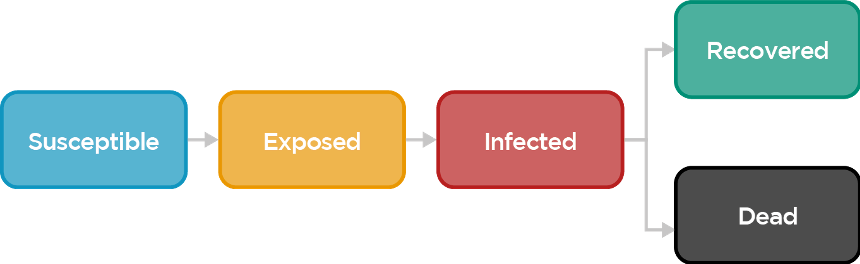 Susceptible
Exposed
Infected
Recovered
Dead